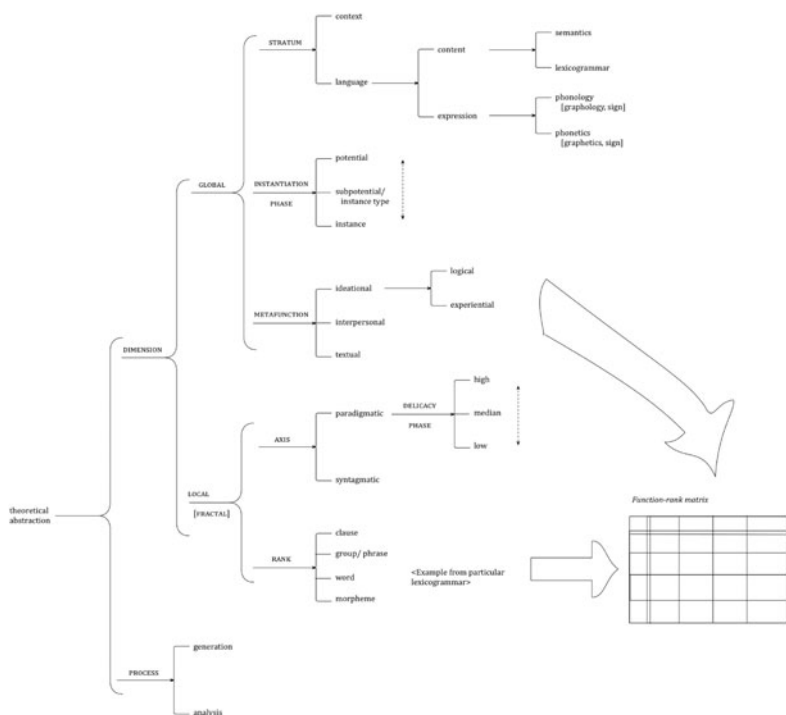 context
STRATUM
semantics
content
lexicogrammar
language
phonology
[graphology, sign]
expression
phonetics
[graphetics, sign]
potential
GLOBAL
INSTANTIATION
PHASE
subpotential/
instance type
instance
logical
ideational
experiential
METAFUNCTION
interpersonal
textual
DIMENSION
high
paradigmatic
DELICACY
PHASE
median
AXIS
low
syntagmatic
LOCAL
[FRACTAL]
theoretical
abstraction
Function-rank matrix
clause
group/ phrase
RANK
<Example from particular
lexicogrammar>
word
morpheme
generation
PROCESS
analysis